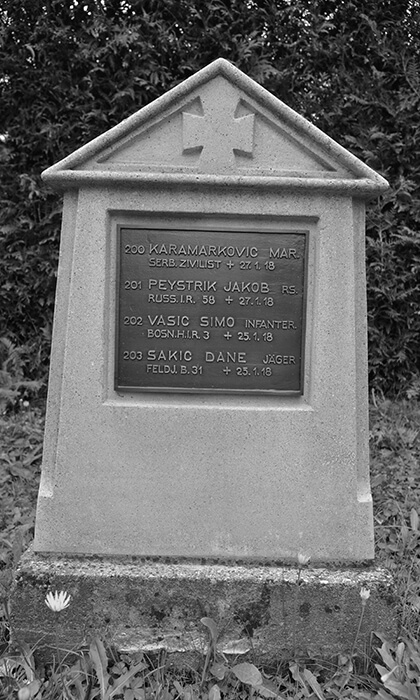 200 KARAMARKOVIC MAR.
SERB. ZIVILIST + 27.1.18
201 PEYSTRIK JAKOB RS.
RUSS.I.R. 58 + 27.1.18
202 VASIC SIMO INFANTER.
BOSN.H.I.R. 3 + 25.1.18
203 SAKIC DANE JÄGER
FELDJ.B.31 + 25.1.18